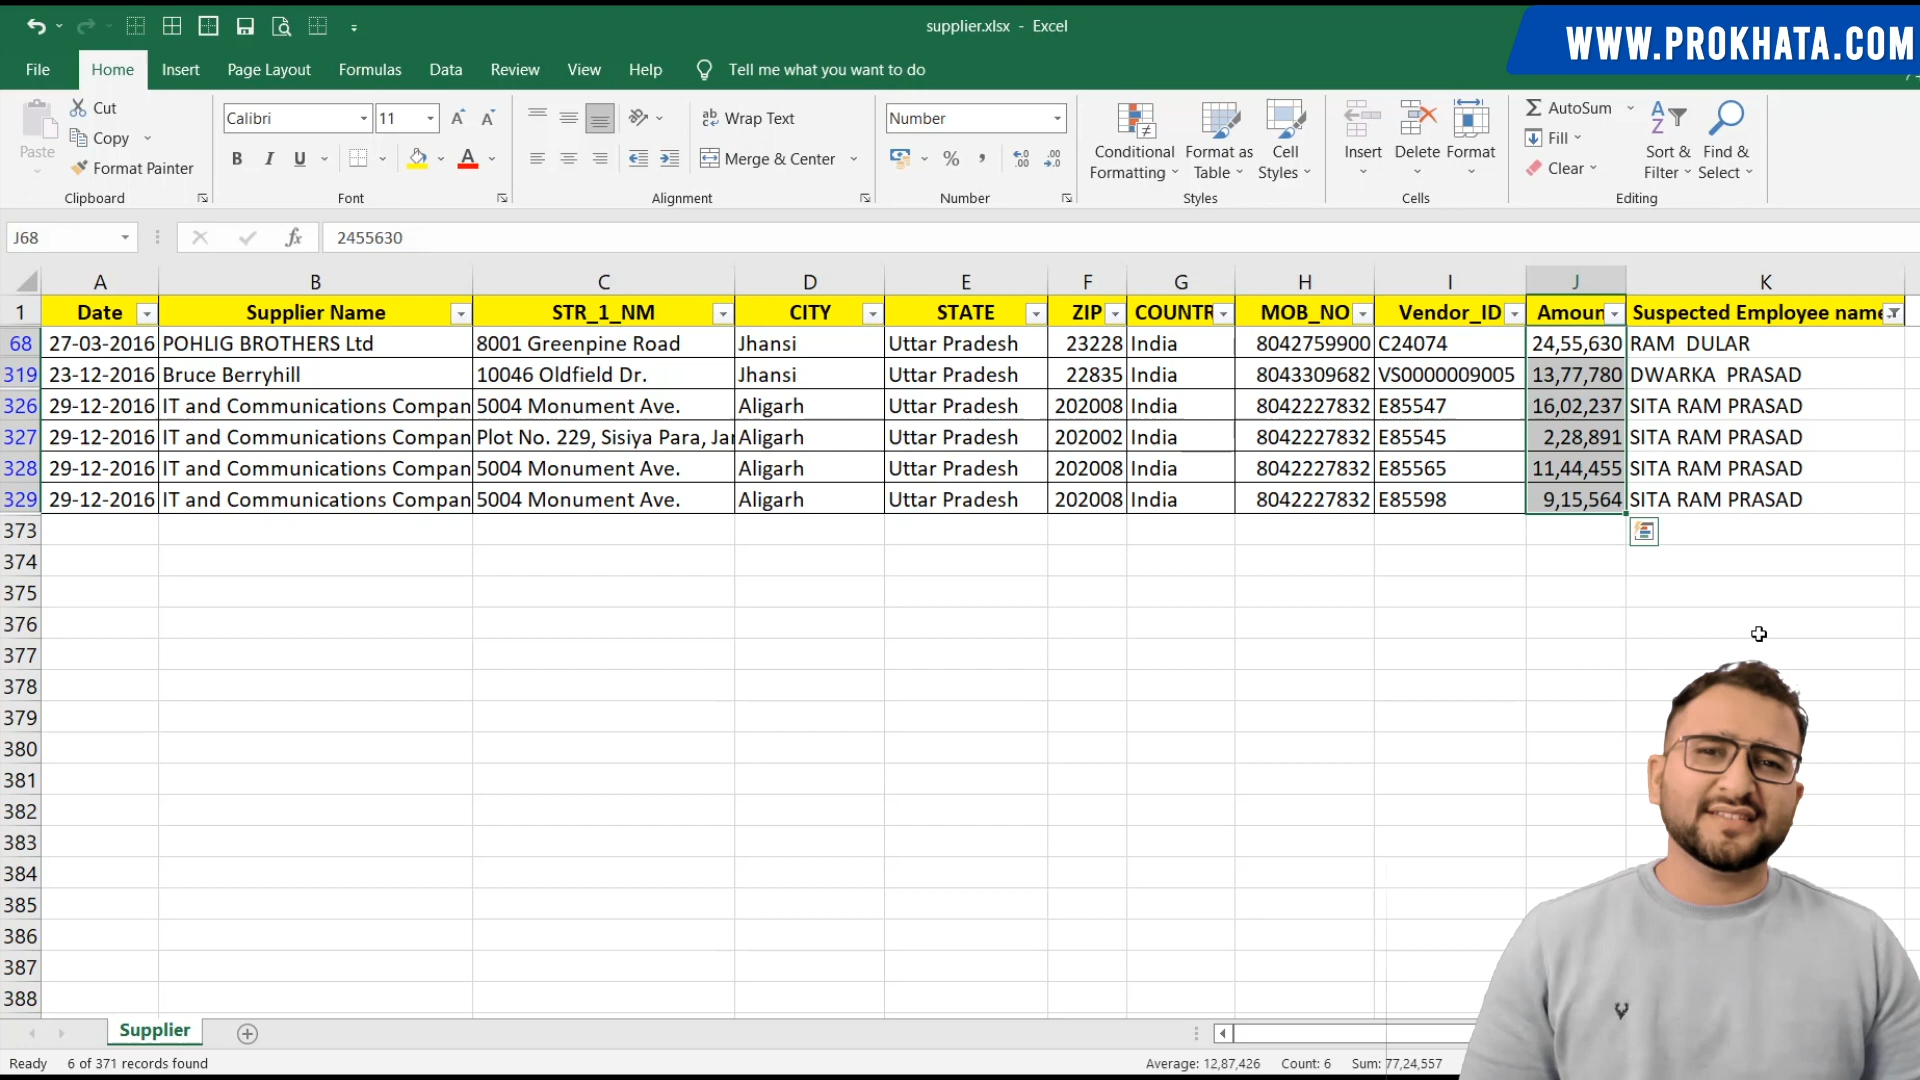 supplier.xlsx - Excel
WWW.PROKHATA.COM
File Home Insert Page Layout Formulas Data Review View Help Tell me what you want to do
Paste Cut Copy Format Painter Clipboard
Calibri 11 B I U A Font
Wrap Text Merge & Center Alignment
Number % Number
Conditional Formatting Format as Table Cell Styles Styles
Insert Delete Format Cells
AutoSum Fill Clear Sort & Filter Find & Select Editing
J68 fx 2455630
A B C D E F G H I J K
1 Date Supplier Name STR_1_NM CITY STATE ZIP COUNTR MOB_NO Vendor_ID Amoun Suspected Employee name
68 27-03-2016 POHLIG BROTHERS Ltd 8001 Greenpine Road Jhansi Uttar Pradesh 23228 India 8042759900 C24074 24,55,630 RAM DULAR
319 23-12-2016 Bruce Berryhill 10046 Oldfield Dr. Jhansi Uttar Pradesh 22835 India 8043309682 VS0000009005 13,77,780 DWARKA PRASAD
326 29-12-2016 IT and Communications Compan 5004 Monument Ave. Aligarh Uttar Pradesh 202008 India 8042227832 E85547 16,02,237 SITA RAM PRASAD
327 29-12-2016 IT and Communications Compan Plot No. 229, Sisiya Para, Jar Aligarh Uttar Pradesh 202002 India 8042227832 E85545 2,28,891 SITA RAM PRASAD
328 29-12-2016 IT and Communications Compan 5004 Monument Ave. Aligarh Uttar Pradesh 202008 India 8042227832 E85565 11,44,455 SITA RAM PRASAD
329 29-12-2016 IT and Communications Compan 5004 Monument Ave. Aligarh Uttar Pradesh 202008 India 8042227832 E85598 9,15,564 SITA RAM PRASAD
373
374
375
376
377
378
379
380
381
382
383
384
385
386
387
388
Supplier
Ready 6 of 371 records found Average: 12,87,426 Count: 6 Sum: 77,24,557